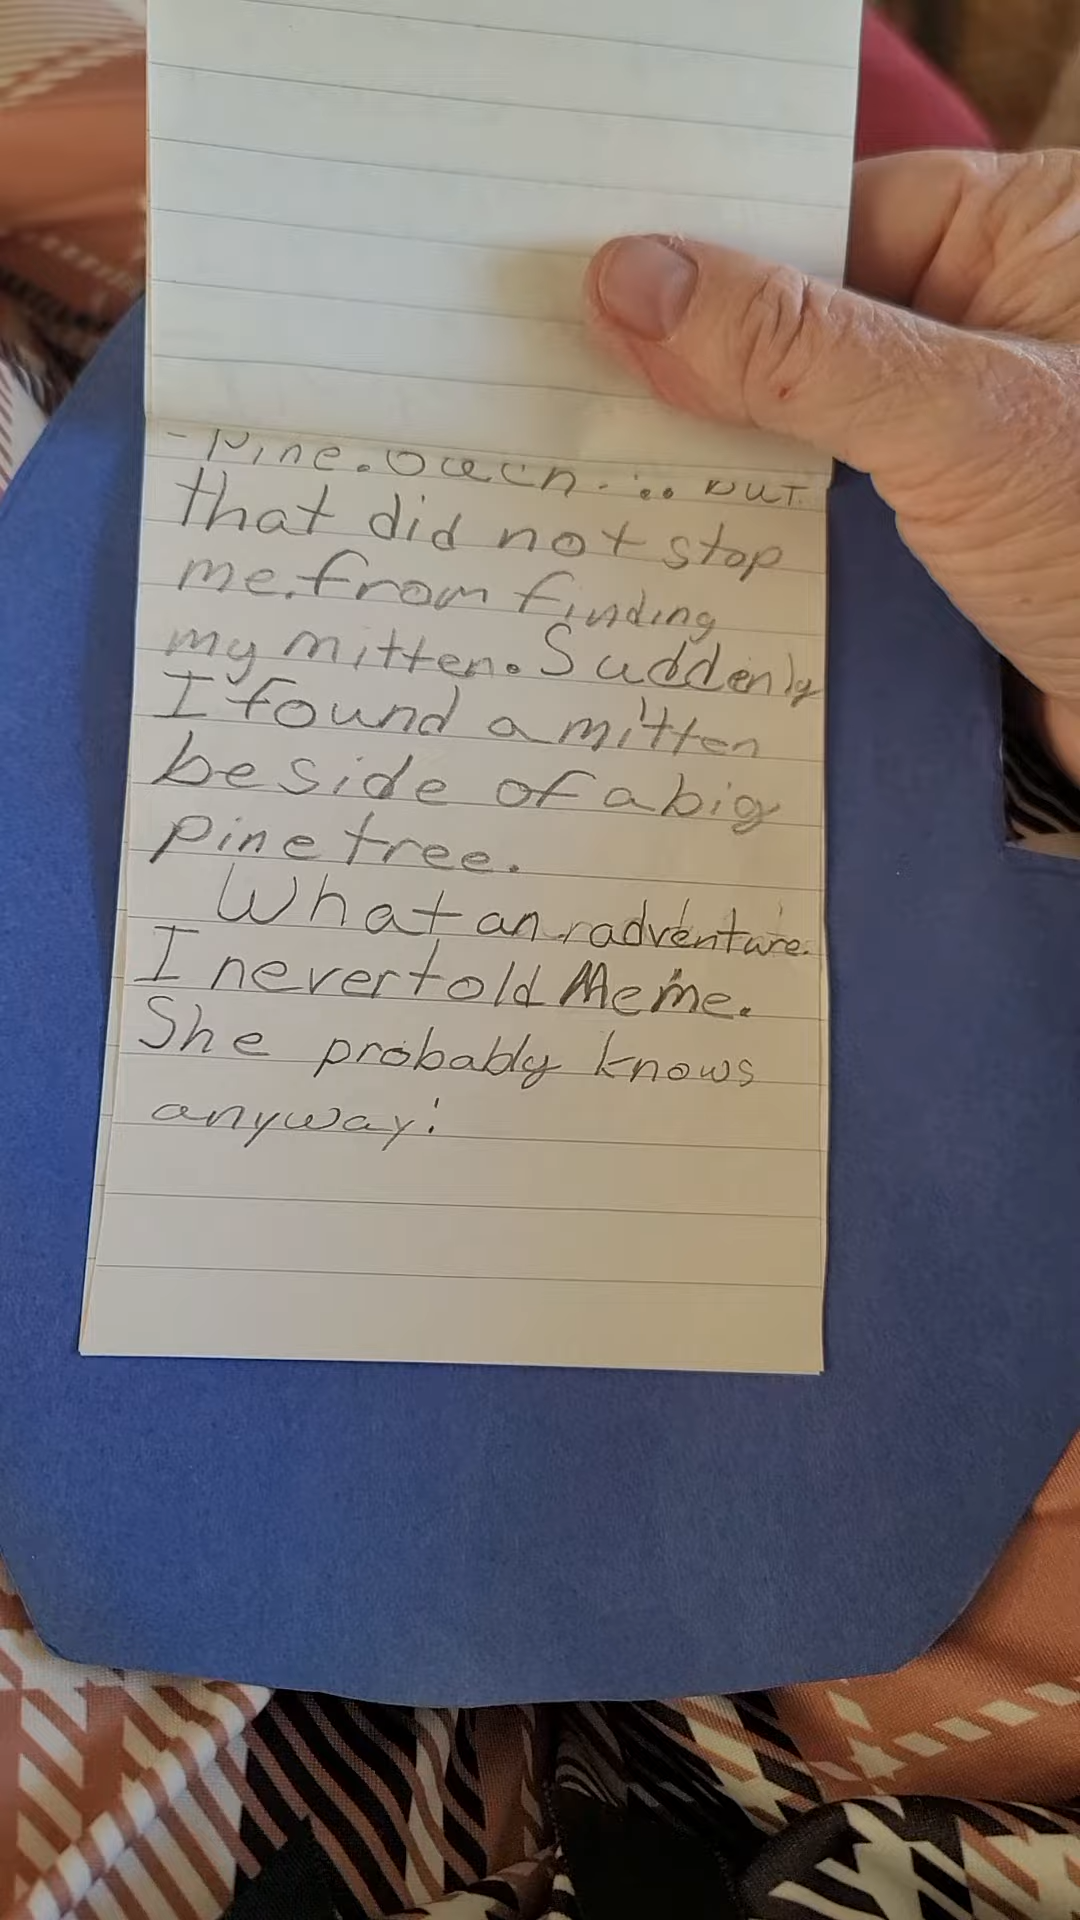 -Pine. Ouch. ... but
that did not stop
me. from finding
my mitten. Suddenly
I found a mitten
beside of a big
pine tree.
What an adventure.
I never told Meme.
She probably knows
anyway!